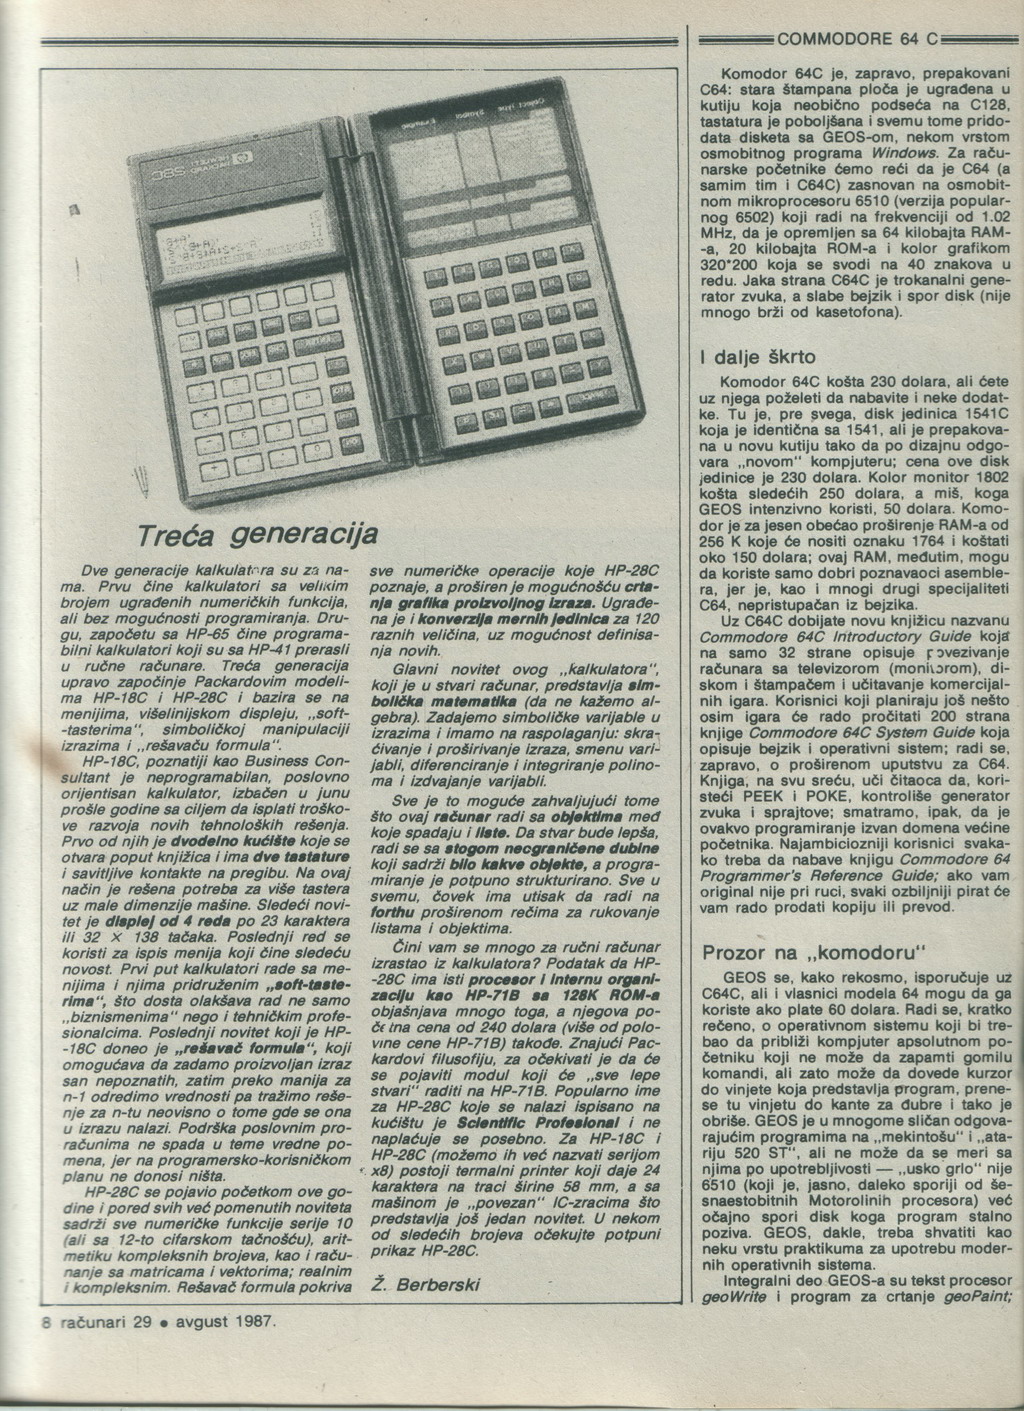 COMMODORE 64 C
Treća generacija
Dve generacije kalkulatora su za na-
ma. Prvu čine kalkulatori sa velikim
brojem ugrađenih numeričkih funkcija,
ali bez mogućnosti programiranja. Dru-
gu, započetu sa HP-65 čine programa-
bilni kalkulatori koji su sa HP-41 prerasli
u ručne računare. Treća generacija
upravo započinje Packardovim modeli-
ma HP-18C i HP-28C i bazira se na
menijima, višelinijskom displeju, „soft-
-tasterima“, simboličkoj manipulaciji
izrazima i „rešavaču formula“.
HP-18C, poznatiji kao Business Con-
sultant je neprogramabilan, poslovno
orijentisan kalkulator, izbačen u junu
prošle godine sa ciljem da isplati troško-
ve razvoja novih tehnoloških rešenja.
Prvo od njih je dvodelno kućište koje se
otvara poput knjižica i ima dve tastature
i savitljive kontakte na pregibu. Na ovaj
način je rešena potreba za više tastera
uz male dimenzije mašine. Sledeći novi-
tet je displej od 4 reda po 23 karaktera
ili 32 X 138 tačaka. Poslednji red se
koristi za ispis menija koji čine sledeću
novost. Prvi put kalkulatori rade sa me-
nijima i njima pridruženim „soft-taste-
rima“, što dosta olakšava rad ne samo
„biznismenima“ nego i tehničkim profe-
sionalcima. Poslednji novitet koji je HP-
-18C doneo je „rešavač formula“, koji
omogućava da zadamo proizvoljan izraz
san nepoznatih, zatim preko manija za
n-1 odredimo vrednosti pa tražimo reše-
nje za n-tu neovisno o tome gde se ona
u izrazu nalazi. Podrška poslovnim pro-
računima ne spada u teme vredne po-
mena, jer na programersko-korisničkom
planu ne donosi ništa.
HP-28C se pojavio početkom ove go-
dine i pored svih već pomenutih noviteta
sadrži sve numeričke funkcije serije 10
(ali sa 12-to cifarskom tačnošću), arit-
metiku kompleksnih brojeva, kao i raču-
nanje sa matricama i vektorima; realnim
i kompleksnim. Rešavač formula pokriva
sve numeričke operacije koje HP-28C
poznaje, a proširen je mogućnošću crta-
nja grafika proizvoljnog izraza. Ugrađe-
na je i konverzija mernih jedinica za 120
raznih veličina, uz mogućnost definisa-
nja novih.
Glavni novitet ovog „kalkulatora“,
koji je u stvari računar, predstavlja sim-
bolička matematika (da ne kažemo al-
gebra). Zadajemo simboličke varijable u
izrazima i imamo na raspolaganju: skra-
ćivanje i proširivanje izraza, smenu vari-
jabli, diferenciranje i integriranje polino-
ma i izdvajanje varijabli.
Sve je to moguće zahvaljujući tome
što ovaj računar radi sa objektima međ
koje spadaju i liste. Da stvar bude lepša,
radi se sa stogom neograničene dubine
koji sadrži bilo kakve objekte, a progra-
miranje je potpuno strukturirano. Sve u
svemu, čovek ima utisak da radi na
forthu proširenom rečima za rukovanje
listama i objektima.
Čini vam se mnogo za ručni računar
izrastao iz kalkulatora? Podatak da HP-
-28C ima isti procesor i internu organi-
zaciju kao HP-71B sa 128K ROM-a
objašnjava mnogo toga, a njegova po-
četna cena od 240 dolara (više od polo-
vine cene HP-71B) takođe. Znajući Pac-
kardovi filusofiju, za očekivati je da će
se pojaviti modul koji će „sve lepe
stvari“ raditi na HP-71B. Popularno ime
za HP-28C koje se nalazi ispisano na
kućištu je Scientific Profesional i ne
naplaćuje se posebno. Za HP-18C i
HP-28C (možemo ih već nazvati serijom
x8) postoji termalni printer koji daje 24
karaktera na traci širine 58 mm, a sa
mašinom je „povezan“ IC-zracima što
predstavlja još jedan novitet. U nekom
od sledećih brojeva očekujte potpuni
prikaz HP-28C.
Ž. Berberski
8 računari 29 • avgust 1987.
Komodor 64C je, zapravo, prepakovani
C64: stara štampana ploča je ugrađena u
kutiju koja neobično podseća na C128,
tastatura je poboljšana i svemu tome prido-
data disketa sa GEOS-om, nekom vrstom
osmobitnog programa Windows. Za raču-
narske početnike ćemo reći da je C64 (a
samim tim i C64C) zasnovan na osmobit-
nom mikroprocesoru 6510 (verzija popular-
nog 6502) koji radi na frekvenciji od 1.02
MHz, da je opremljen sa 64 kilobajta RAM-
-a, 20 kilobajta ROM-a i kolor grafikom
320*200 koja se svodi na 40 znakova u
redu. Jaka strana C64C je trokanalni gene-
rator zvuka, a slabe bejzik i spor disk (nije
mnogo brži od kasetofona).
I dalje škrto
Komodor 64C košta 230 dolara, ali ćete
uz njega poželeti da nabavite i neke dodat-
ke. Tu je, pre svega, disk jedinica 1541C
koja je identična sa 1541, ali je prepakova-
na u novu kutiju tako da po dizajnu odgo-
vara „novom“ kompjuteru; cena ove disk
jedinice je 230 dolara. Kolor monitor 1802
košta sledećih 250 dolara, a miš, koga
GEOS intenzivno koristi, 50 dolara. Komo-
dor je za jesen obećao proširenje RAM-a od
256 K koje će nositi oznaku 1764 i koštati
oko 150 dolara; ovaj RAM, međutim, mogu
da koriste samo dobri poznavaoci asemble-
ra, jer je, kao i mnogi drugi specijaliteti
C64, nepristupačan iz bejzika.
Uz C64C dobijate novu knjižicu nazvanu
Commodore 64C Introductory Guide koja
na samo 32 strane opisuje povezivanje
računara sa televizorom (monitorom), di-
skom i štampačem i učitavanje komercijal-
nih igara. Korisnici koji planiraju još nešto
osim igara će rado pročitati 200 strana
knjige Commodore 64C System Guide koja
opisuje bejzik i operativni sistem; radi se,
zapravo, o proširenom uputstvu za C64.
Knjiga, na svu sreću, uči čitaoca da, kori-
steći PEEK i POKE, kontroliše generator
zvuka i sprajtove; smatramo, ipak, da je
ovakvo programiranje izvan domena većine
početnika. Najambiciozniji korisnici svaka-
ko treba da nabave knjigu Commodore 64
Programmer's Reference Guide; ako vam
original nije pri ruci, svaki ozbiljniji pirat će
vam rado prodati kopiju ili prevod.
Prozor na „komodoru“
GEOS se, kako rekosmo, isporučuje uz
C64C, ali i vlasnici modela 64 mogu da ga
koriste ako plate 60 dolara. Radi se, kratko
rečeno, o operativnom sistemu koji bi tre-
bao da približi kompjuter apsolutnom po-
četniku koji ne može da zapamti gomilu
komandi, ali zato može da dovede kurzor
do vinjete koja predstavlja program, prene-
se tu vinjetu do kante za đubre i tako je
obriše. GEOS je u mnogome sličan odgova-
rajućim programima na „mekintošu“ i „ata-
riju 520 ST“, ali ne može da se meri sa
njima po upotrebljivosti — „usko grlo“ nije
6510 (koji je, jasno, daleko sporiji od še-
snaestobitnih Motorolinih procesora) već
očajno spori disk koga program stalno
poziva. GEOS, dakle, treba shvatiti kao
neku vrstu praktikuma za upotrebu moder-
nih operativnih sistema.
Integralni deo GEOS-a su tekst procesor
geoWrite i program za crtanje geoPaint;